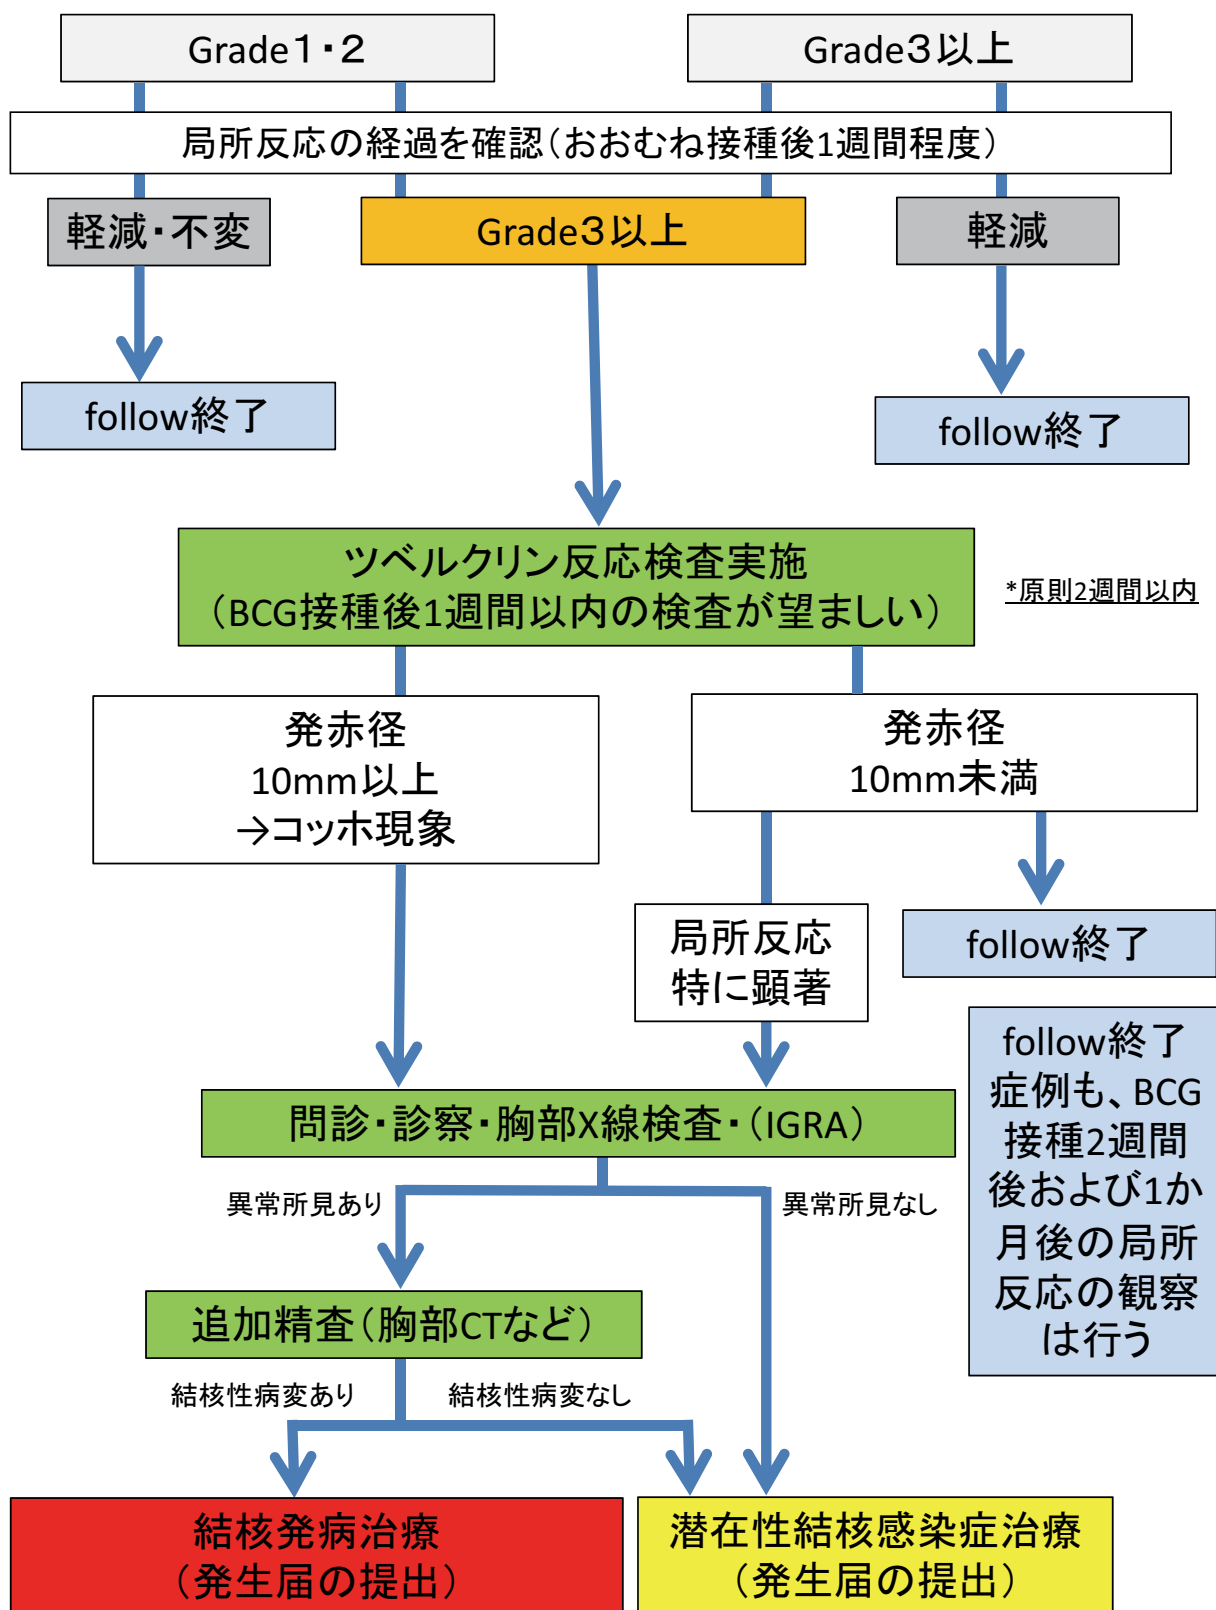 Grade１・２
Grade３以上
局所反応の経過を確認（おおむね接種後1週間程度）
軽減・不変
Grade３以上
軽減
follow終了
follow終了
ツベルクリン反応検査実施
（BCG接種後1週間以内の検査が望ましい）
*原則2週間以内
発赤径
10mm以上
→コッホ現象
発赤径
10mm未満
局所反応
特に顕著
follow終了
follow終了
症例も、BCG
接種2週間
後および1か
月後の局所
反応の観察
は行う
問診・診察・胸部X線検査・（IGRA）
異常所見あり
異常所見なし
追加精査（胸部CTなど）
結核性病変あり
結核性病変なし
結核発病治療
（発生届の提出）
潜在性結核感染症治療
（発生届の提出）